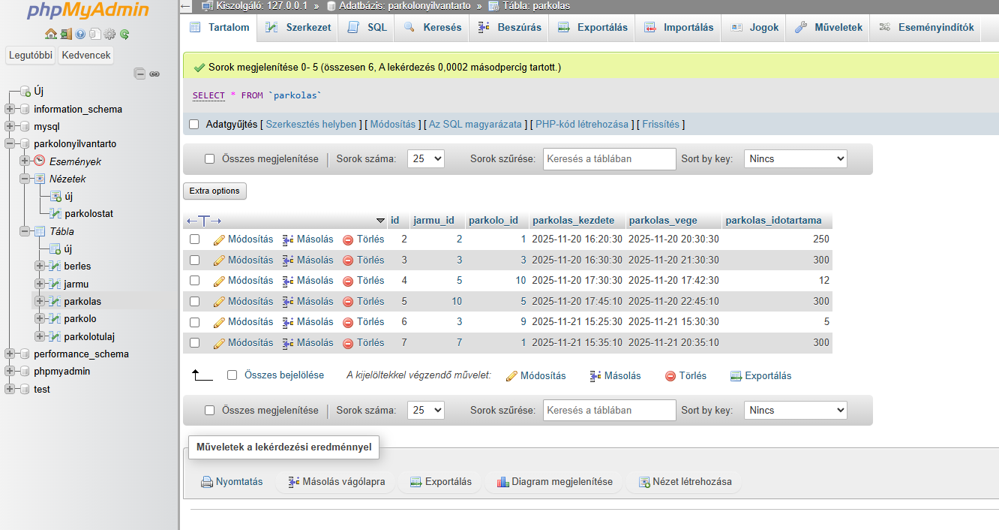 phpMyAdmin
Legutóbbi Kedvencek
Új
information_schema
mysql
parkolonyilvantarto
Események
Nézetek
új
parkolostat
Tábla
új
berles
jarmu
parkolas
parkolo
parkolotulaj
performance_schema
phpmyadmin
test
Kiszolgáló: 127.0.0.1 » Adatbázis: parkolonyilvantarto » Tábla: parkolas
Tartalom Szerkezet SQL Keresés Beszúrás Exportálás Importálás Jogok Műveletek Eseményindítók
Sorok megjelenítése 0- 5 (összesen 6, A lekérdezés 0,0002 másodpercig tartott.)
SELECT * FROM `parkolas`
Adatgyűjtés [ Szerkesztés helyben ] [ Módosítás ] [ Az SQL magyarázata ] [ PHP-kód létrehozása ] [ Frissítés ]
Összes megjelenítése | Sorok száma: 25 Sorok szűrése: Keresés a táblában Sort by key: Nincs
Extra options
←T→ id jarmu_id parkolo_id parkolas_kezdete parkolas_vege parkolas_idotartama
Módosítás Másolás Törlés 2 2 1 2025-11-20 16:20:30 2025-11-20 20:30:30 250
Módosítás Másolás Törlés 3 3 3 2025-11-20 16:30:30 2025-11-20 21:30:30 300
Módosítás Másolás Törlés 4 5 10 2025-11-20 17:30:30 2025-11-20 17:42:30 12
Módosítás Másolás Törlés 5 10 5 2025-11-20 17:45:10 2025-11-20 22:45:10 300
Módosítás Másolás Törlés 6 3 9 2025-11-21 15:25:30 2025-11-21 15:30:30 5
Módosítás Másolás Törlés 7 7 1 2025-11-21 15:35:10 2025-11-21 20:35:10 300
Összes bejelölése A kijelöltekkel végzendő művelet: Módosítás Másolás Törlés Exportálás
Összes megjelenítése | Sorok száma: 25 Sorok szűrése: Keresés a táblában Sort by key: Nincs
Műveletek a lekérdezési eredménnyel
Nyomtatás Másolás vágólapra Exportálás Diagram megjelenítése Nézet létrehozása